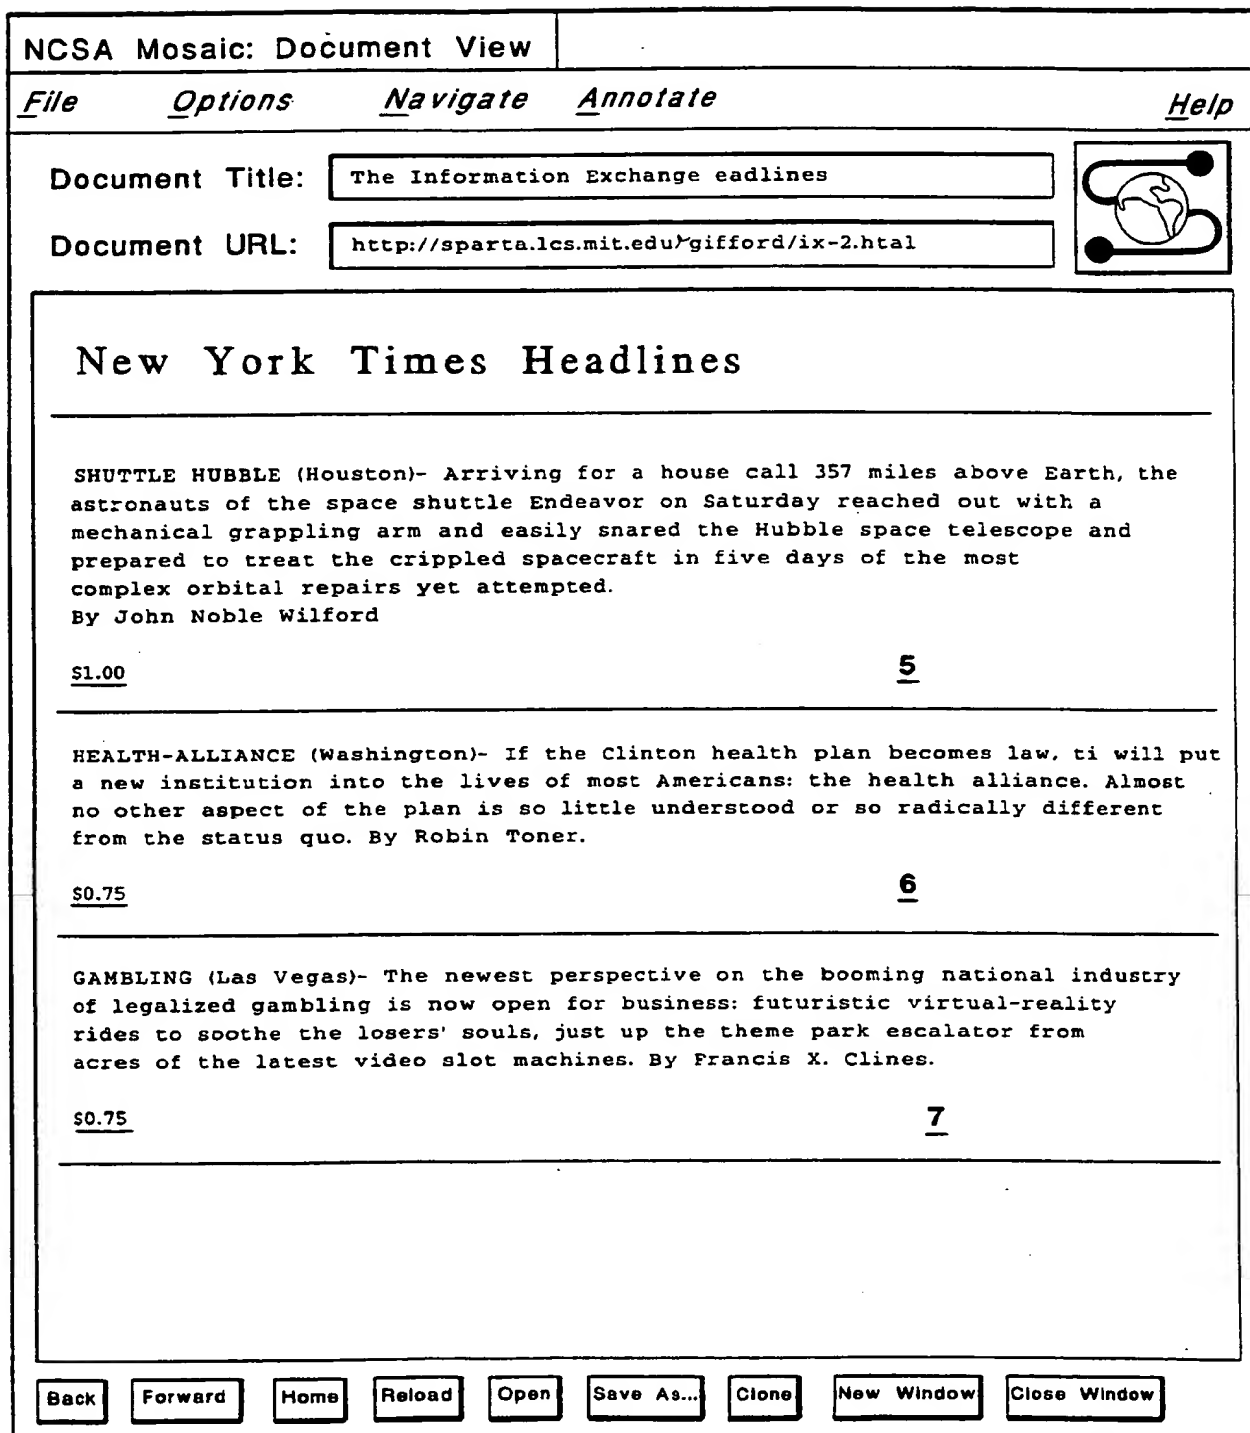 NCSA Mosaic: Document View
File Options Navigate Annotate Help
Document Title: The Information Exchange eadlines
Document URL: http://sparta.lcs.mit.edu/~gifford/ix-2.htal
New York Times Headlines
SHUTTLE HUBBLE (Houston)- Arriving for a house call 357 miles above Earth, the
astronauts of the space shuttle Endeavor on Saturday reached out with a
mechanical grappling arm and easily snared the Hubble space telescope and
prepared to treat the crippled spacecraft in five days of the most
complex orbital repairs yet attempted.
By John Noble Wilford
$1.00 5
HEALTH-ALLIANCE (Washington)- If the Clinton health plan becomes law, ti will put
a new institution into the lives of most Americans: the health alliance. Almost
no other aspect of the plan is so little understood or so radically different
from the status quo. By Robin Toner.
$0.75 6
GAMBLING (Las Vegas)- The newest perspective on the booming national industry
of legalized gambling is now open for business: futuristic virtual-reality
rides to soothe the losers' souls, just up the theme park escalator from
acres of the latest video slot machines. By Francis X. Clines.
$0.75 7
Back Forward Home Reload Open Save As... Clone New Window Close Window